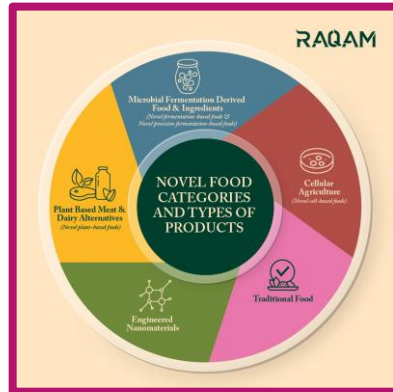 RAQAM
Microbial Fermentation Derived
Food & Ingredients
(Novel fermentation-based foods &
Novel precision fermentation-based foods)
Cellular
Agriculture
(Novel cell-based foods)
Traditional Food
Engineered
Nanomaterials
Plant Based Meat &
Dairy Alternatives
(Novel plant-based foods)
NOVEL FOOD
CATEGORIES
AND TYPES OF
PRODUCTS